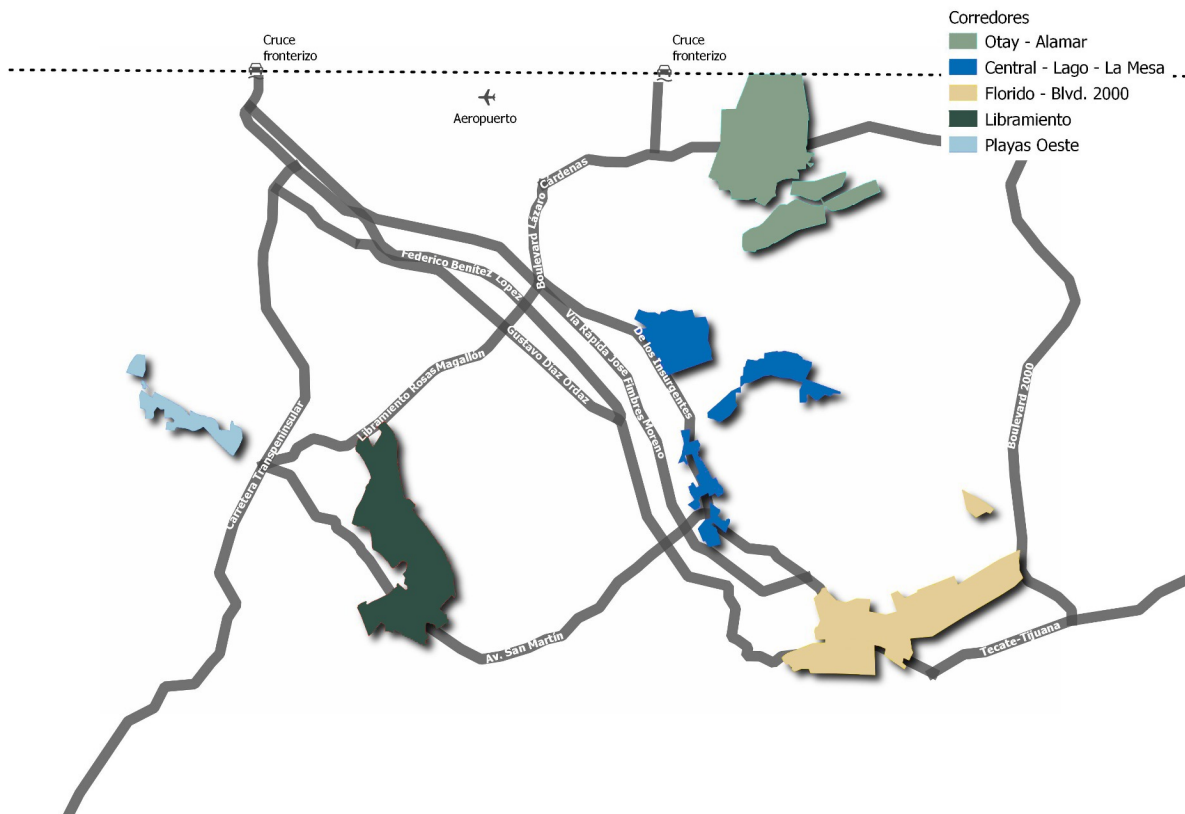 Corredores
Otay - Alamar
Central - Lago - La Mesa
Florido - Blvd. 2000
Libramiento
Playas Oeste
Cruce
fronterizo
Cruce
fronterizo
Aeropuerto
Boulevard Lázaro Cárdenas
Federico Benítez López
Gustavo Díaz Ordaz
Vía Rápida José Fimbres Moreno
De los Insurgentes
Libramiento Rosas Magallón
Carretera Transpeninsular
Boulevard 2000
Av. San Martín
Tecate-Tijuana